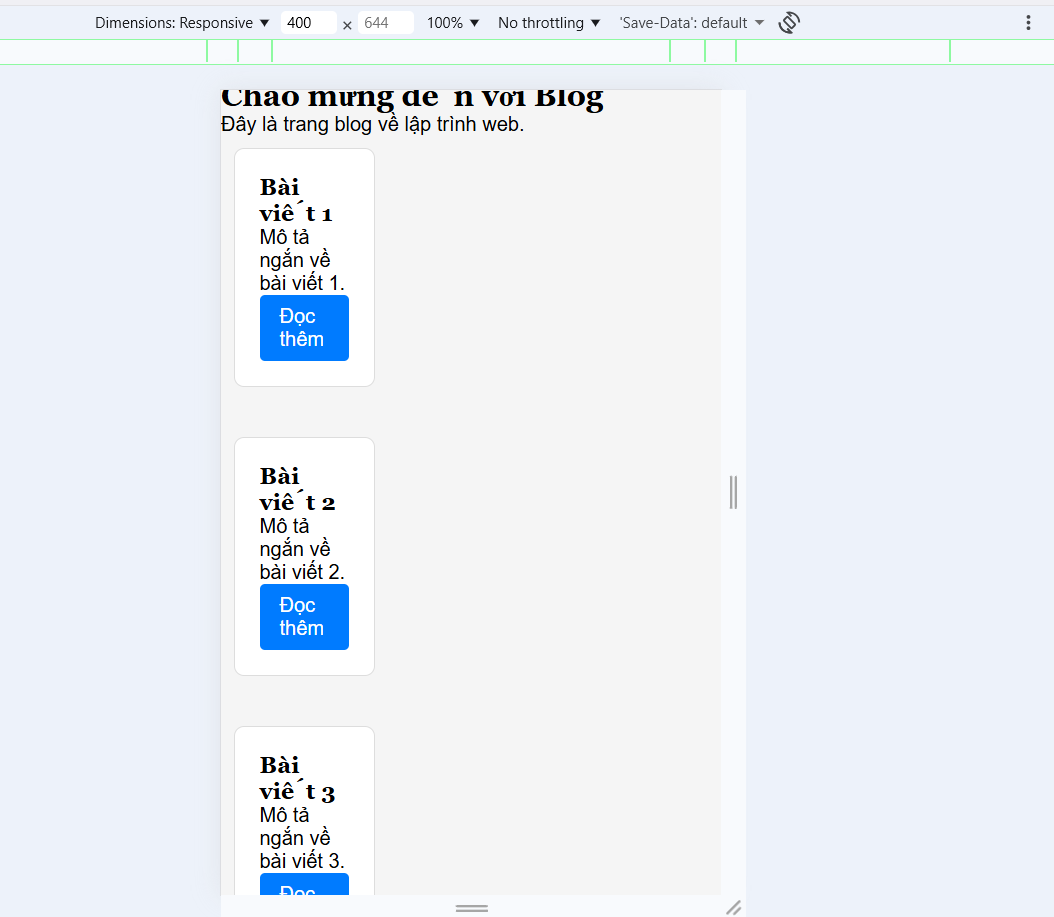 Dimensions: Responsive ▼ 400 × 644 100% ▼ No throttling ▼ 'Save-Data': default
Chào mừng đến với Blog
Đây là trang blog về lập trình web.
Bài
viết 1
Mô tả
ngắn về
bài viết 1.
Đọc
thêm
Bài
viết 2
Mô tả
ngắn về
bài viết 2.
Đọc
thêm
Bài
viết 3
Mô tả
ngắn về
bài viết 3.
Đọc